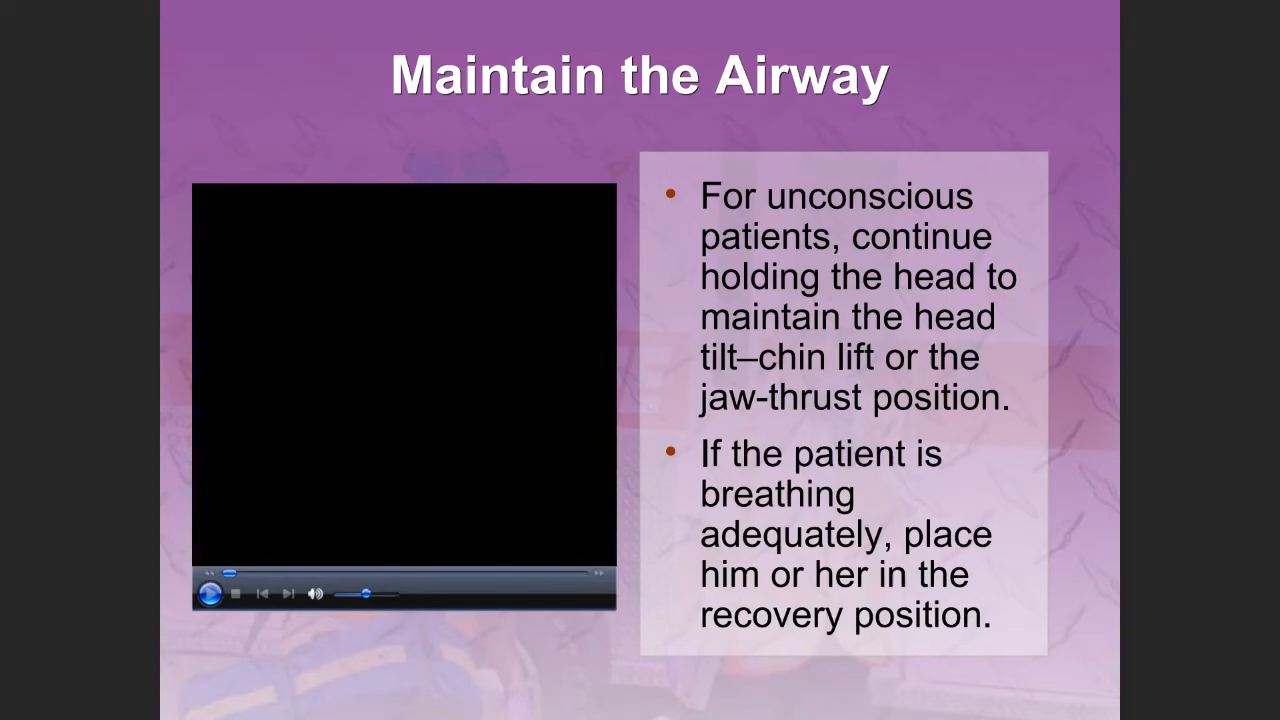 Maintain the Airway
• For unconscious
patients, continue
holding the head to
maintain the head
tilt–chin lift or the
jaw-thrust position.
• If the patient is
breathing
adequately, place
him or her in the
recovery position.